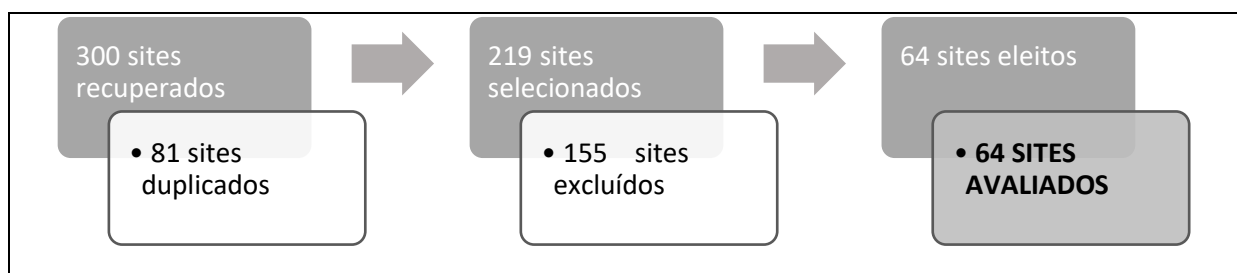 300 sites
recuperados
• 81 sites
duplicados
219 sites
selecionados
• 155 sites
excluídos
64 sites eleitos
• 64 SITES
AVALIADOS